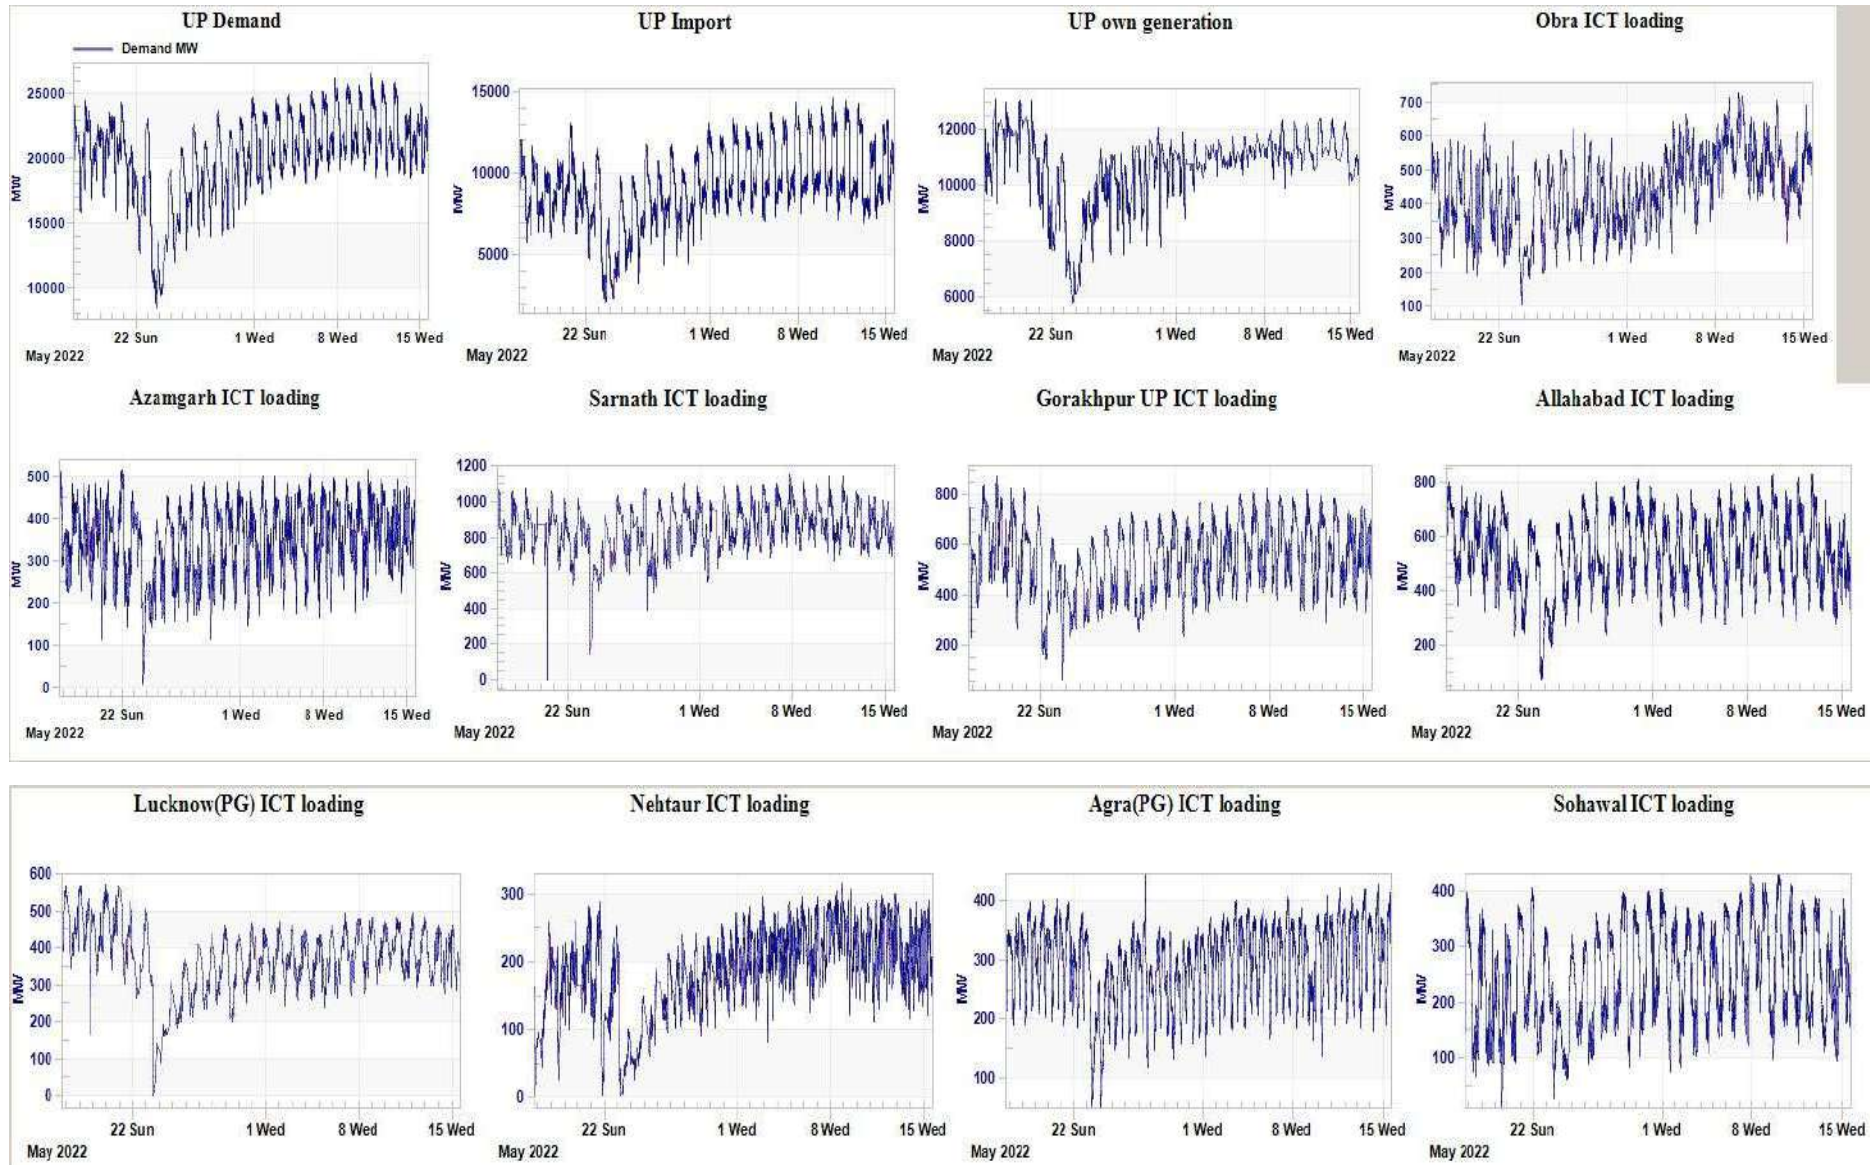 UP Demand
UP Import
UP own generation
Obra ICT loading
Demand MW
25000
20000
15000
10000
MW
22 Sun
1 Wed
8 Wed
15 Wed
May 2022
15000
10000
5000
MW
22 Sun
1 Wed
8 Wed
15 Wed
May 2022
12000
10000
8000
6000
MW
22 Sun
1 Wed
8 Wed
15 Wed
May 2022
700
600
500
400
300
200
100
MW
22 Sun
1 Wed
8 Wed
15 Wed
May 2022
Azamgarh ICT loading
Sarnath ICT loading
Gorakhpur UP ICT loading
Allahabad ICT loading
500
400
300
200
100
0
MW
22 Sun
1 Wed
8 Wed
15 Wed
May 2022
1200
1000
800
600
400
200
0
MW
22 Sun
1 Wed
8 Wed
15 Wed
May 2022
800
600
400
200
MW
22 Sun
1 Wed
8 Wed
15 Wed
May 2022
800
600
400
200
MW
22 Sun
1 Wed
8 Wed
15 Wed
May 2022
Lucknow(PG) ICT loading
Nehtaur ICT loading
Agra(PG) ICT loading
Sohawal ICT loading
600
500
400
300
200
100
0
MW
22 Sun
1 Wed
8 Wed
15 Wed
May 2022
300
200
100
0
MW
22 Sun
1 Wed
8 Wed
15 Wed
May 2022
400
300
200
100
MW
22 Sun
1 Wed
8 Wed
15 Wed
May 2022
400
300
200
100
MW
22 Sun
1 Wed
8 Wed
15 Wed
May 2022